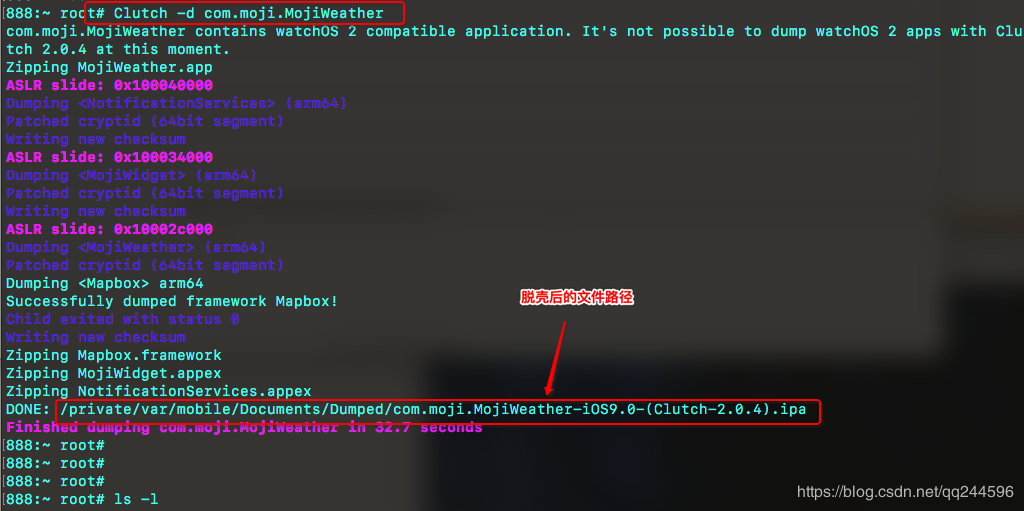 [888:~ root# Clutch -d com.moji.MojiWeather
com.moji.MojiWeather contains watchOS 2 compatible application. It's not possible to dump watchOS 2 apps with Clu
tch 2.0.4 at this moment.
Zipping MojiWeather.app
ASLR slide: 0x100040000
Dumping <NotificationServices> (arm64)
Patched cryptid (64bit segment)
Writing new checksum
ASLR slide: 0x100034000
Dumping <MojiWidget> (arm64)
Patched cryptid (64bit segment)
Writing new checksum
ASLR slide: 0x10002c000
Dumping <MojiWeather> (arm64)
Patched cryptid (64bit segment)
Dumping <Mapbox> arm64
Successfully dumped framework Mapbox!
Child exited with status 0
Writing new checksum
Zipping Mapbox.framework
Zipping MojiWidget.appex
Zipping NotificationServices.appex
脱壳后的文件路径
DONE: /private/var/mobile/Documents/Dumped/com.moji.MojiWeather-iOS9.0-(Clutch-2.0.4).ipa
Finished dumping com.moji.MojiWeather in 32.7 seconds
[888:~ root#
[888:~ root#
[888:~ root#
[888:~ root# ls -l
https://blog.csdn.net/qq244596